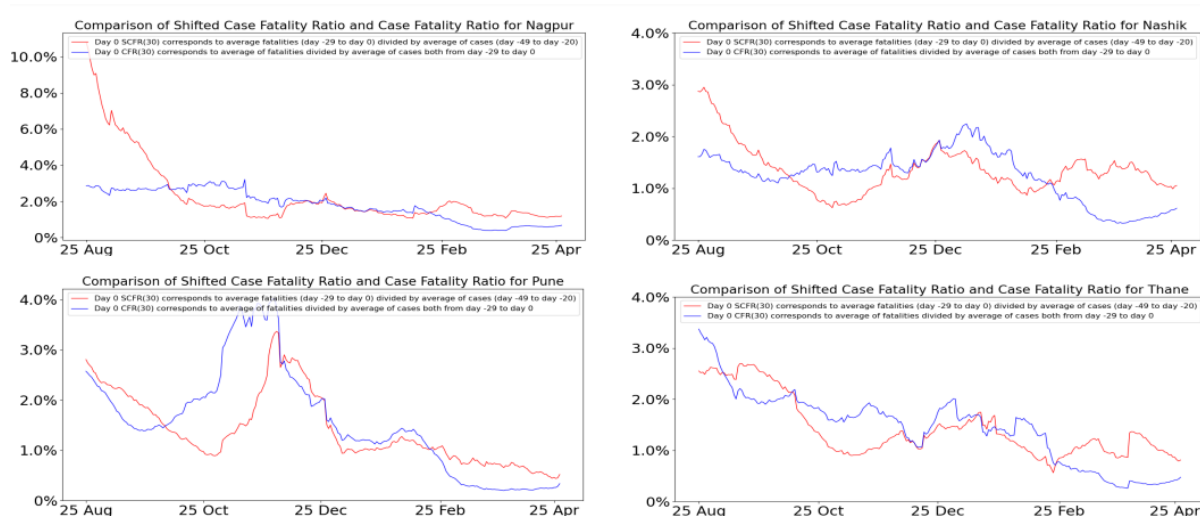 Comparison of Shifted Case Fatality Ratio and Case Fatality Ratio for Nagpur
Day 0 SCFR(30) corresponds to average fatalities (day -29 to day 0) divided by average of cases (day -49 to day -20)
Day 0 CFR(30) corresponds to average of fatalities divided by average of cases both from day -29 to day 0
10.0%
8.0%
6.0%
4.0%
2.0%
0%
25 Aug 25 Oct 25 Dec 25 Feb 25 Apr
Comparison of Shifted Case Fatality Ratio and Case Fatality Ratio for Nashik
Day 0 SCFR(30) corresponds to average fatalities (day -29 to day 0) divided by average of cases (day -49 to day -20)
Day 0 CFR(30) corresponds to average of fatalities divided by average of cases both from day -29 to day 0
4.0%
3.0%
2.0%
1.0%
0%
25 Aug 25 Oct 25 Dec 25 Feb 25 Apr
Comparison of Shifted Case Fatality Ratio and Case Fatality Ratio for Pune
Day 0 SCFR(30) corresponds to average fatalities (day -29 to day 0) divided by average of cases (day -49 to day -20)
Day 0 CFR(30) corresponds to average of fatalities divided by average of cases both from day -29 to day 0
4.0%
3.0%
2.0%
1.0%
0%
25 Aug 25 Oct 25 Dec 25 Feb 25 Apr
Comparison of Shifted Case Fatality Ratio and Case Fatality Ratio for Thane
Day 0 SCFR(30) corresponds to average fatalities (day -29 to day 0) divided by average of cases (day -49 to day -20)
Day 0 CFR(30) corresponds to average of fatalities divided by average of cases both from day -29 to day 0
4.0%
3.0%
2.0%
1.0%
0%
25 Aug 25 Oct 25 Dec 25 Feb 25 Apr